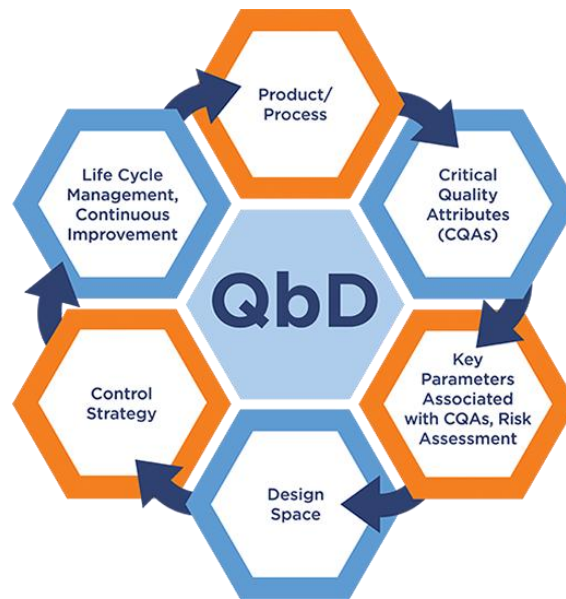 Product/
Process
Critical
Quality
Attributes
(CQAs)
Key
Parameters
Associated
with CQAs, Risk
Assessment
Design
Space
Control
Strategy
Life Cycle
Management,
Continuous
Improvement
QbD